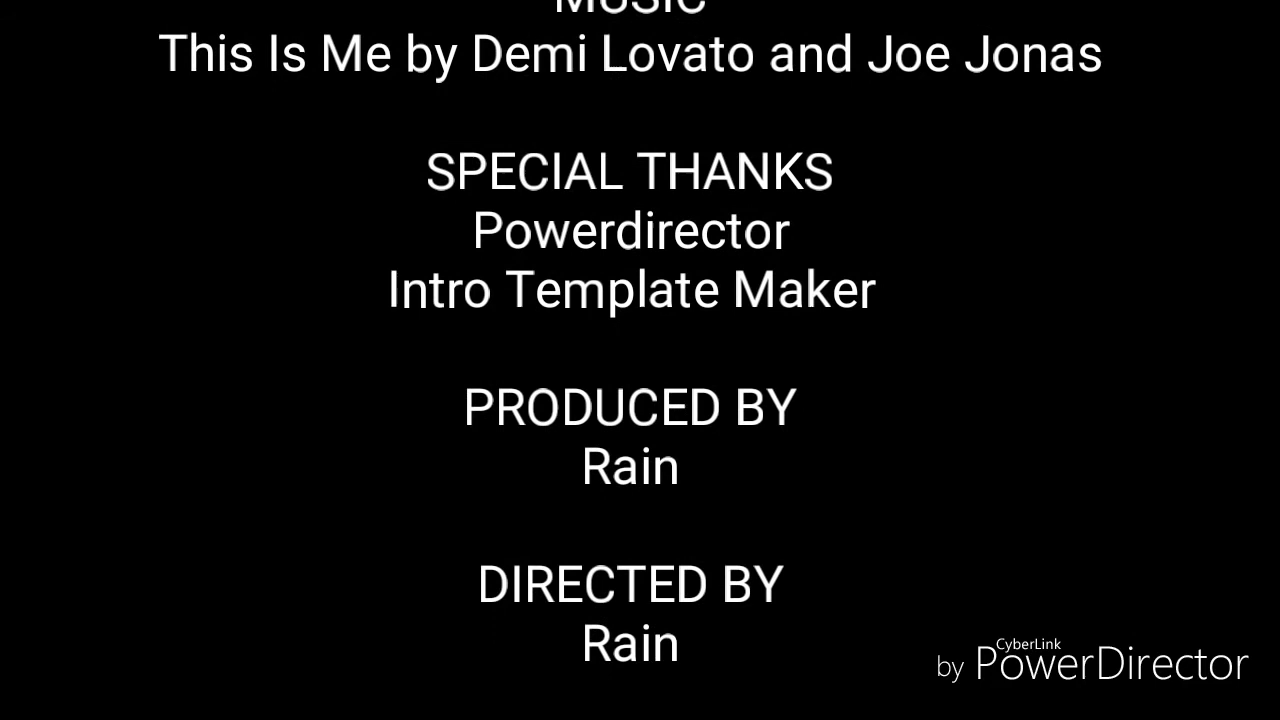 MUSIC
This Is Me by Demi Lovato and Joe Jonas
SPECIAL THANKS
Powerdirector
Intro Template Maker
PRODUCED BY
Rain
DIRECTED BY
Rain
by CyberLink PowerDirector